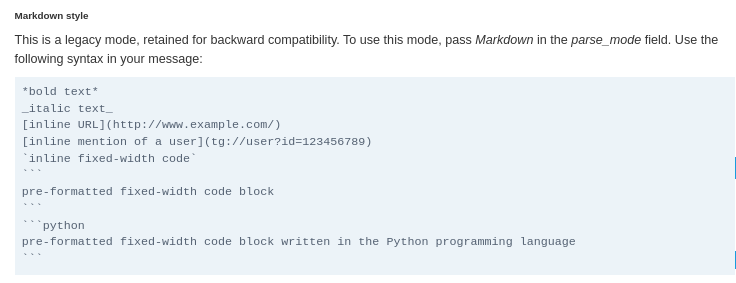 Markdown style
This is a legacy mode, retained for backward compatibility. To use this mode, pass Markdown in the parse_mode field. Use the
following syntax in your message:
*bold text*
_italic text_
[inline URL](http://www.example.com/)
[inline mention of a user](tg://user?id=123456789)
`inline fixed-width code`
```
pre-formatted fixed-width code block
```
```python
pre-formatted fixed-width code block written in the Python programming language
```